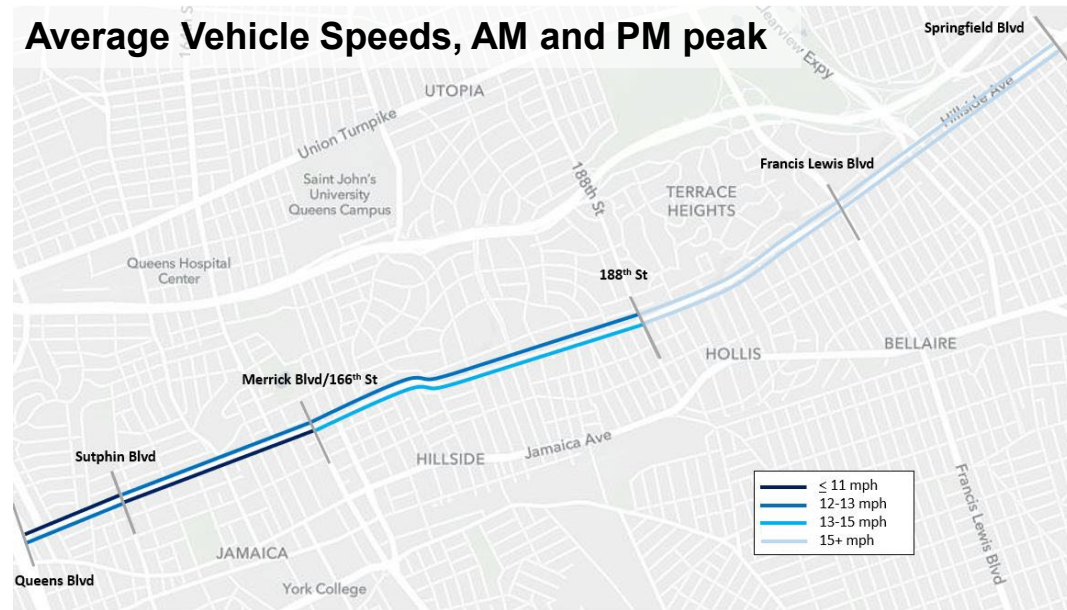 Average Vehicle Speeds, AM and PM peak
Springfield Blvd
Clearview Expy
Hillside Ave
UTOPIA
Union Turnpike
Francis Lewis Blvd
188th St
Saint John's
University
Queens Campus
TERRACE
HEIGHTS
Queens Hospital
Center
188th St
BELLAIRE
HOLLIS
Merrick Blvd/166th St
Jamaica Ave
HILLSIDE
Sutphin Blvd
≤ 11 mph
12-13 mph
13-15 mph
15+ mph
Francis Lewis Blvd
JAMAICA
Queens Blvd
York College